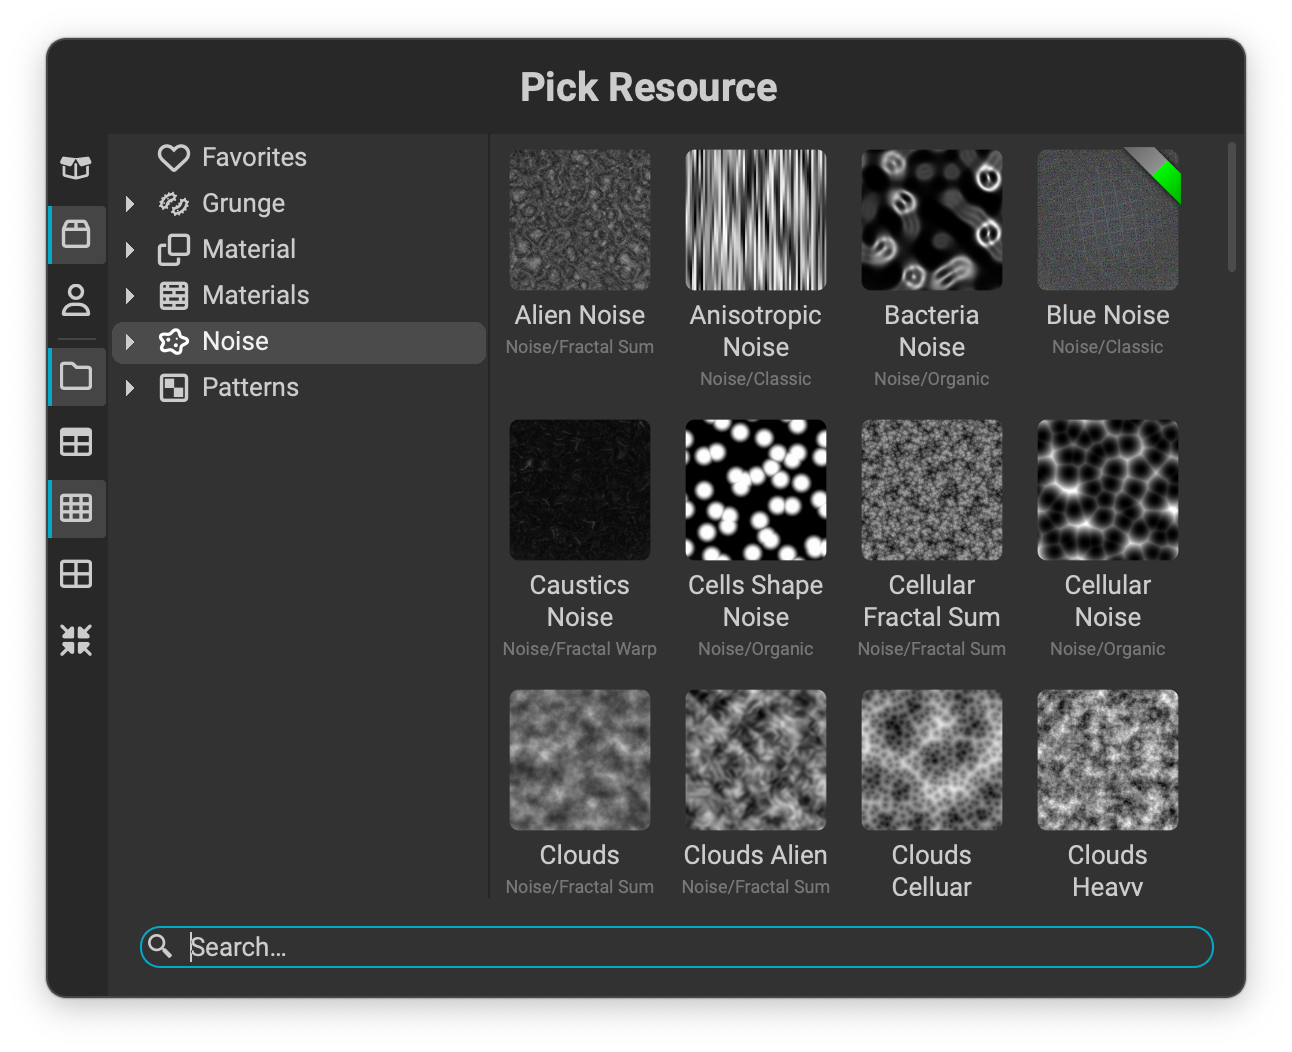 Pick Resource
Favorites
Grunge
Material
Materials
Noise
Patterns
Alien Noise
Noise/Fractal Sum
Anisotropic
Noise
Noise/Classic
Bacteria
Noise
Noise/Organic
Blue Noise
Noise/Classic
Caustics
Noise
Noise/Fractal Warp
Cells Shape
Noise
Noise/Organic
Cellular
Fractal Sum
Noise/Fractal Sum
Cellular
Noise
Noise/Organic
Clouds
Noise/Fractal Sum
Clouds Alien
Noise/Fractal Sum
Clouds
Celluar
Clouds
Heavy
Search...